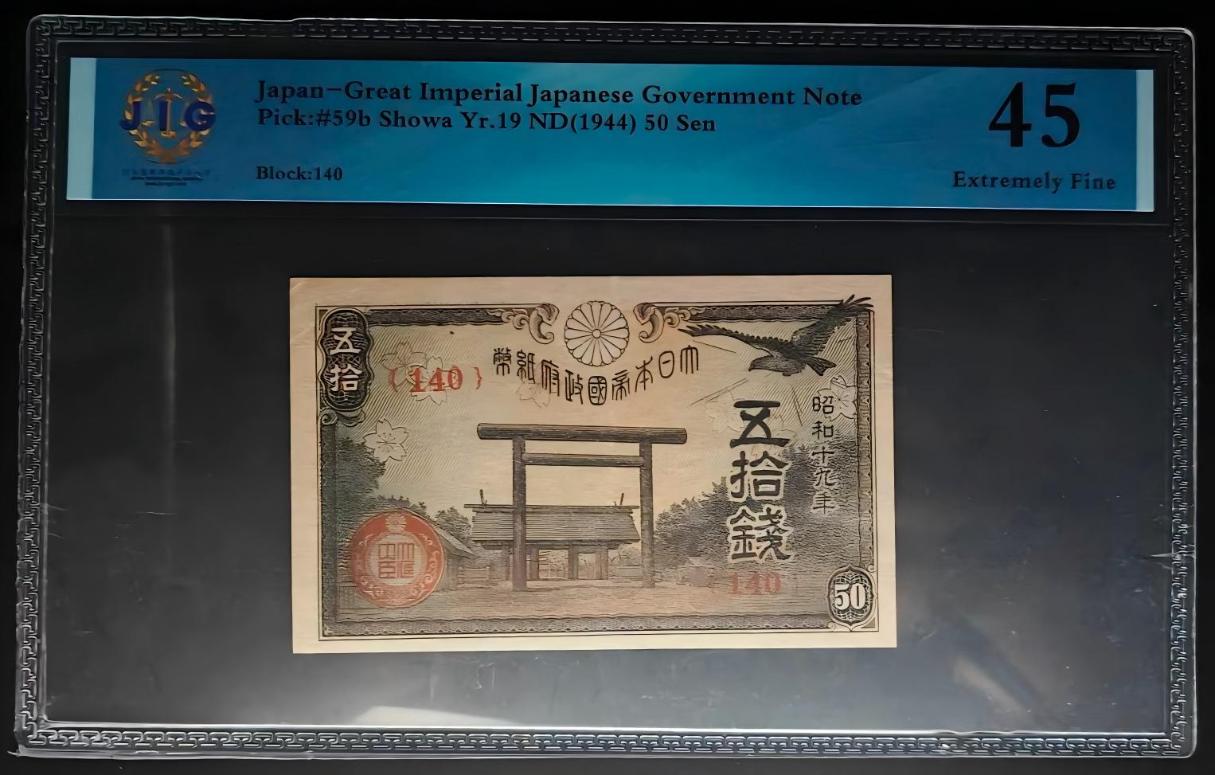 JIG
Japan-Great Imperial Japanese Government Note
Pick:#59b Showa Yr.19 ND(1944) 50 Sen
Block:140
45
Extremely Fine
五拾
{140}
大日本帝國政府紙幣
昭和十九年
五拾錢
140
50